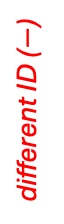 different ID (—)